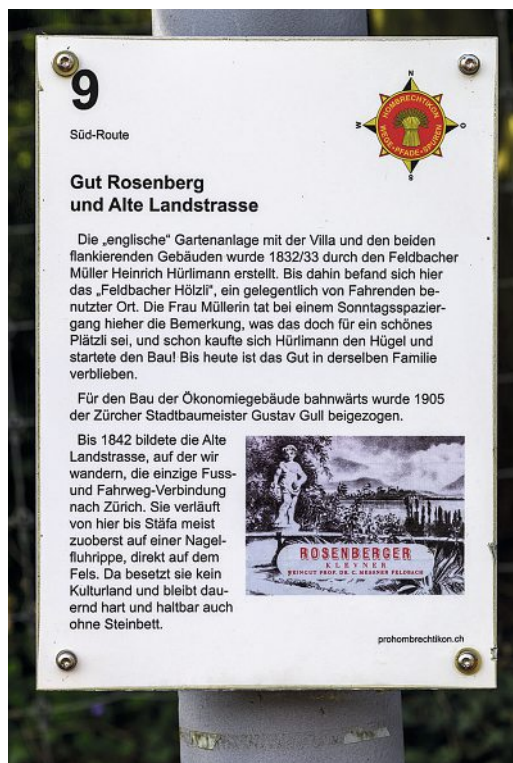 9
N
HOMBRECHTIKON
W
O
WEGE-PFADE-SPUREN
S
Süd-Route
Gut Rosenberg
und Alte Landstrasse
Die „englische“ Gartenanlage mit der Villa und den beiden
flankierenden Gebäuden wurde 1832/33 durch den Feldbacher
Müller Heinrich Hürlimann erstellt. Bis dahin befand sich hier
das „Feldbacher Hölzli“, ein gelegentlich von Fahrenden be-
nutzter Ort. Die Frau Müllerin tat bei einem Sonntagsspazier-
gang hieher die Bemerkung, was das doch für ein schönes
Plätzli sei, und schon kaufte sich Hürlimann den Hügel und
startete den Bau! Bis heute ist das Gut in derselben Familie
verblieben.
Für den Bau der Ökonomiegebäude bahnwärts wurde 1905
der Zürcher Stadtbaumeister Gustav Gull beigezogen.
Bis 1842 bildete die Alte
Landstrasse, auf der wir
wandern, die einzige Fuss-
und Fahrweg-Verbindung
nach Zürich. Sie verläuft
von hier bis Stäfa meist
zuoberst auf einer Nagel-
fluhrippe, direkt auf dem
Fels. Da besetzt sie kein
Kulturland und bleibt dau-
ernd hart und haltbar auch
ohne Steinbett.
ROSENBERGER
KLEVNER
WEINGUT PROF. DR. C. MESSNER FELDBACH
prohombrechtikon.ch